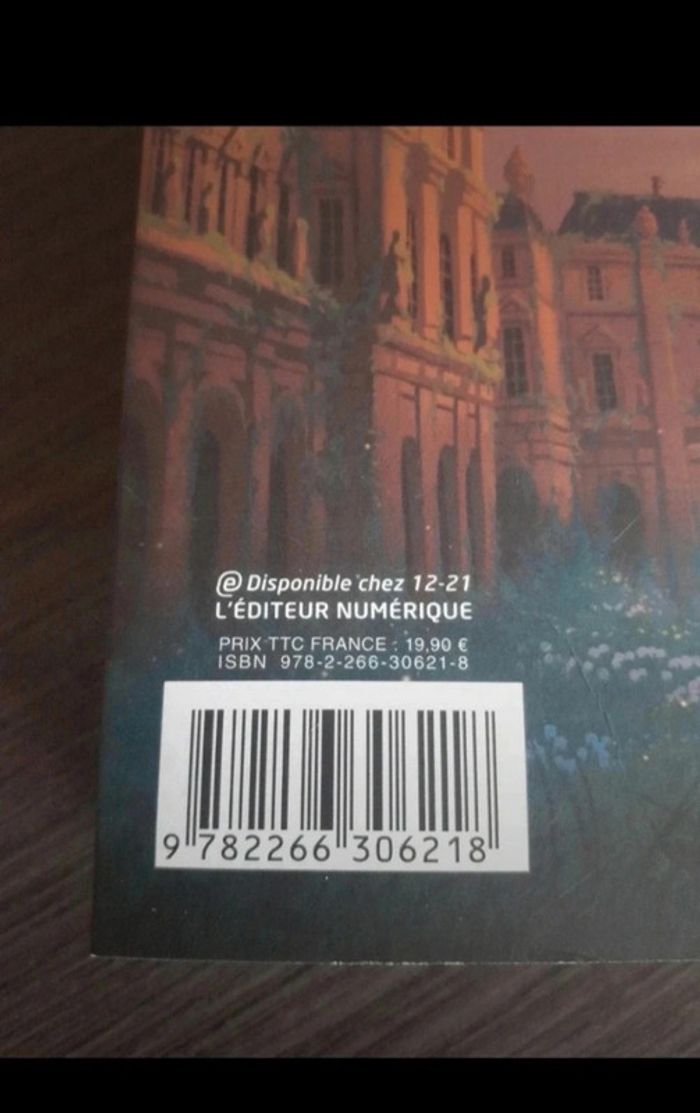 @ Disponible chez 12-21
L'ÉDITEUR NUMÉRIQUE
PRIX TTC FRANCE : 19,90 €
ISBN 978-2-266-30621-8
9 782266 306218